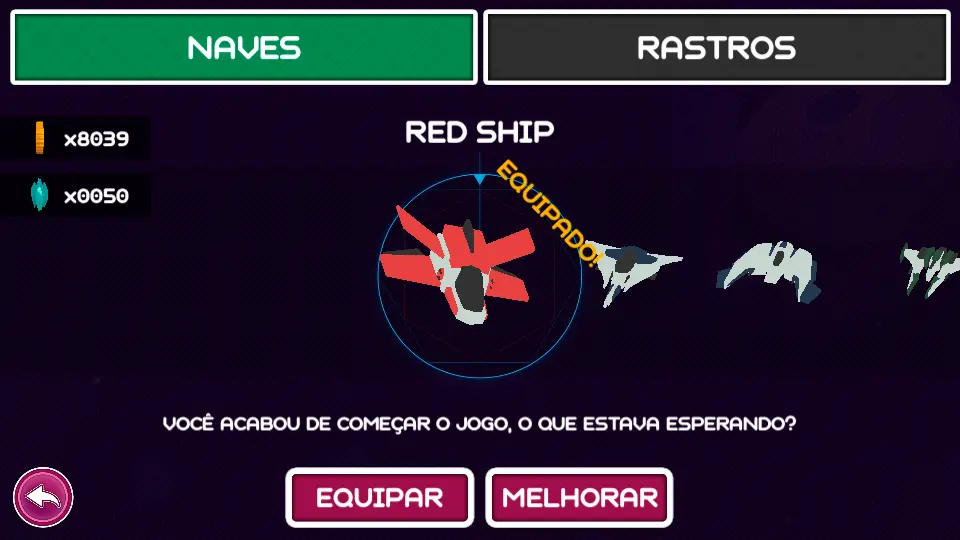 NAVES
RASTROS
x8039
x0050
RED SHIP
EQUIPADO!
VOCÊ ACABOU DE COMEÇAR O JOGO, O QUE ESTAVA ESPERANDO?
EQUIPAR
MELHORAR